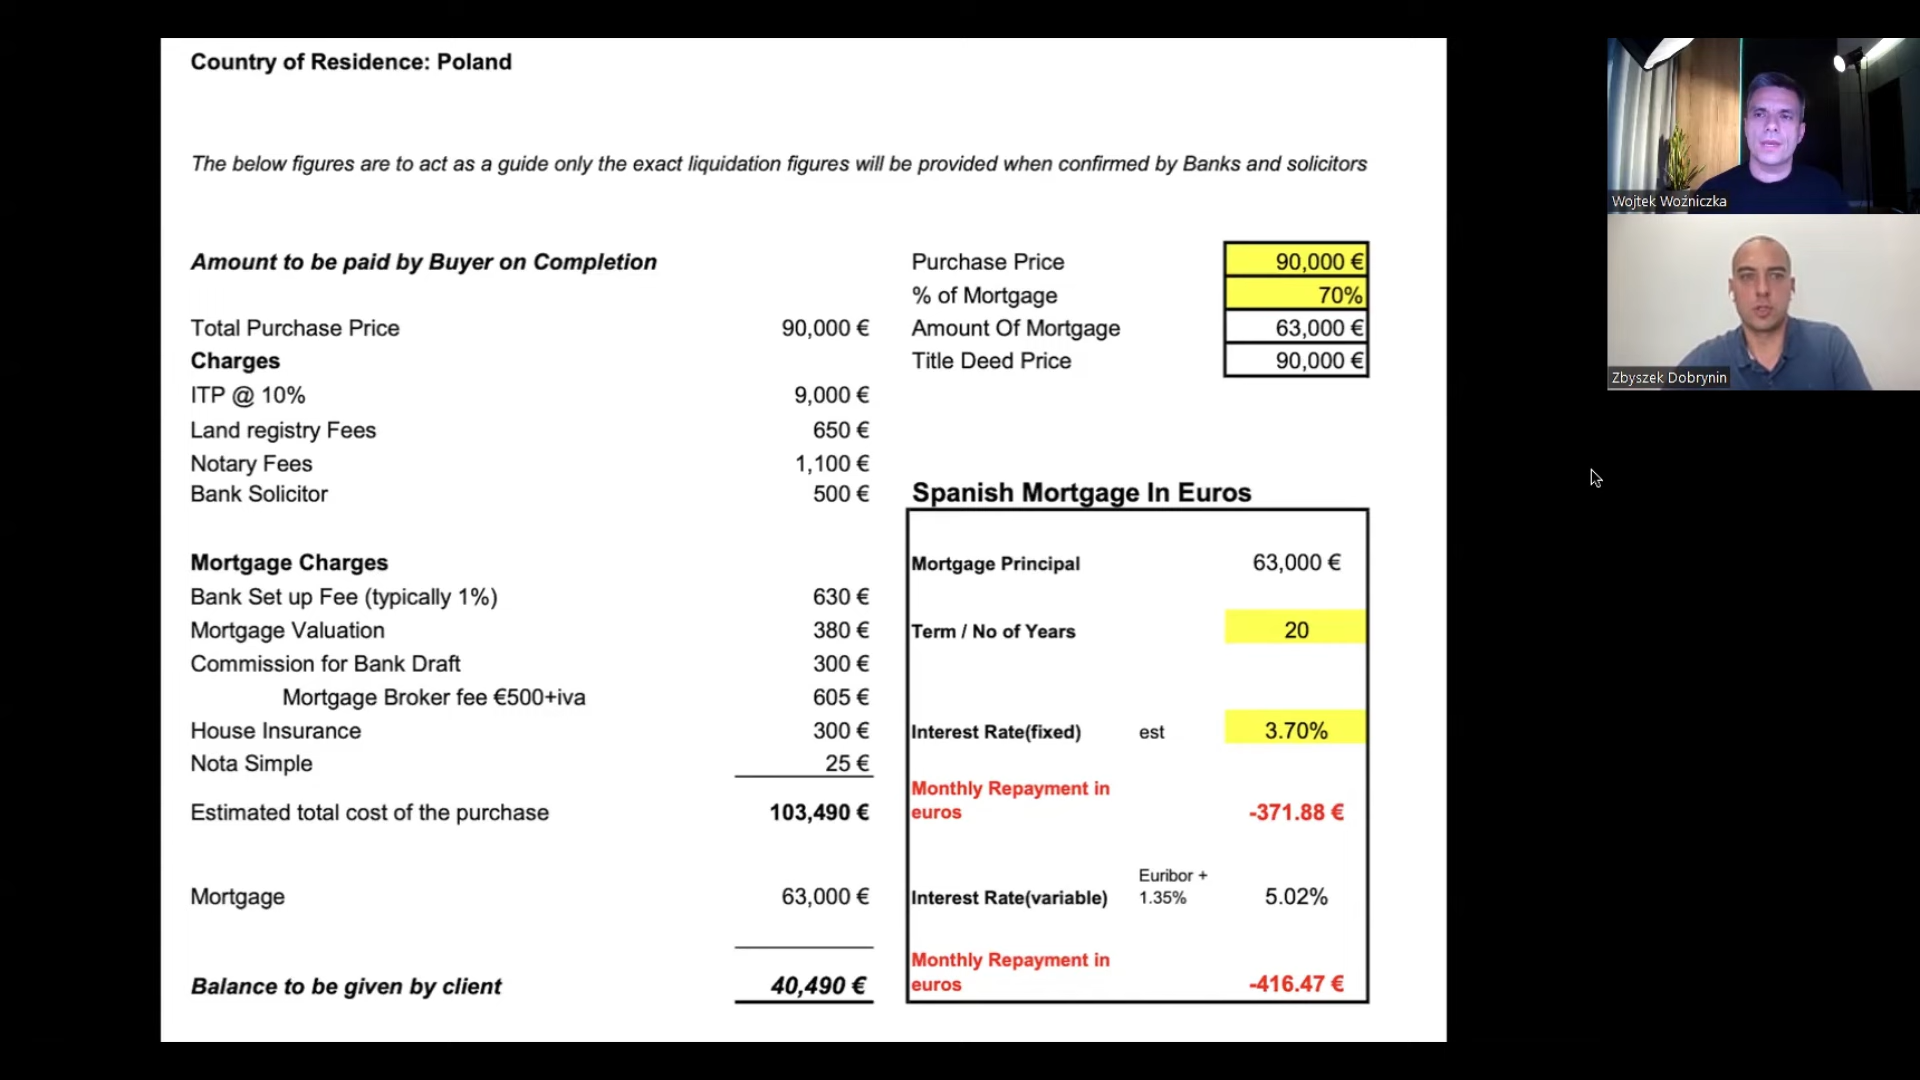 Country of Residence: Poland
The below figures are to act as a guide only the exact liquidation figures will be provided when confirmed by Banks and solicitors
Amount to be paid by Buyer on Completion
Total Purchase Price 90,000 €
Charges
ITP @ 10% 9,000 €
Land registry Fees 650 €
Notary Fees 1,100 €
Bank Solicitor 500 €
Mortgage Charges
Bank Set up Fee (typically 1%) 630 €
Mortgage Valuation 380 €
Commission for Bank Draft 300 €
Mortgage Broker fee €500+iva 605 €
House Insurance 300 €
Nota Simple 25 €
Estimated total cost of the purchase 103,490 €
Mortgage 63,000 €
Balance to be given by client 40,490 €
Purchase Price 90,000 €
% of Mortgage 70%
Amount Of Mortgage 63,000 €
Title Deed Price 90,000 €
Spanish Mortgage In Euros
Mortgage Principal 63,000 €
Term / No of Years 20
Interest Rate(fixed) est 3.70%
Monthly Repayment in
euros -371.88 €
Euribor +
Interest Rate(variable) 1.35% 5.02%
Monthly Repayment in
euros -416.47 €
Wojtek Woźniczka
Zbyszek Dobrynin